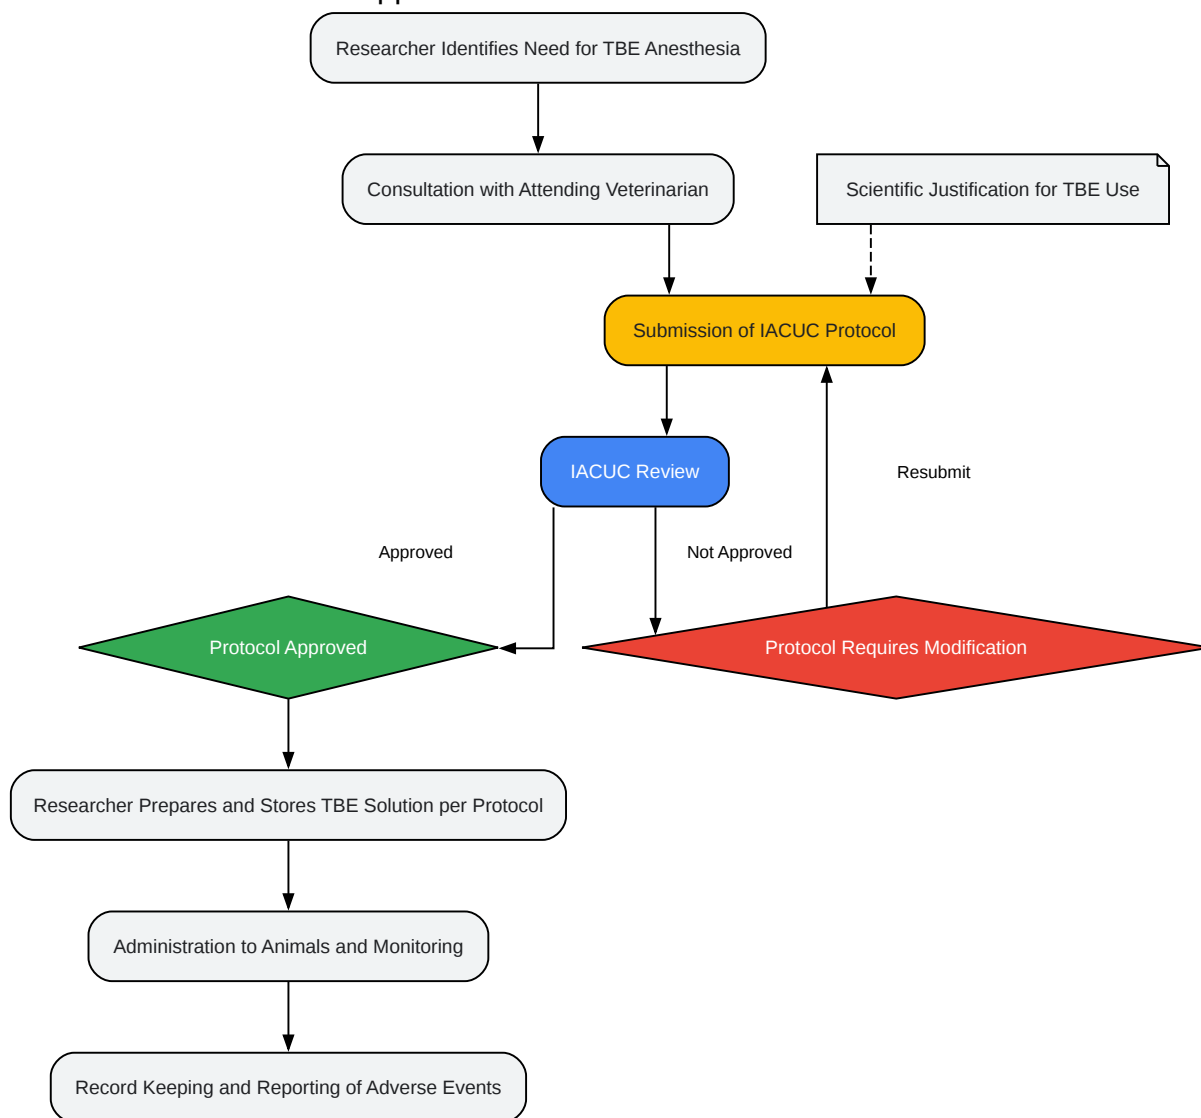 Researcher Identifies Need for TBE Anesthesia
Consultation with Attending Veterinarian
Scientific Justification for TBE Use
Submission of IACUC Protocol
IACUC Review
Resubmit
Approved
Not Approved
Protocol Approved
Protocol Requires Modification
Researcher Prepares and Stores TBE Solution per Protocol
Administration to Animals and Monitoring
Record Keeping and Reporting of Adverse Events